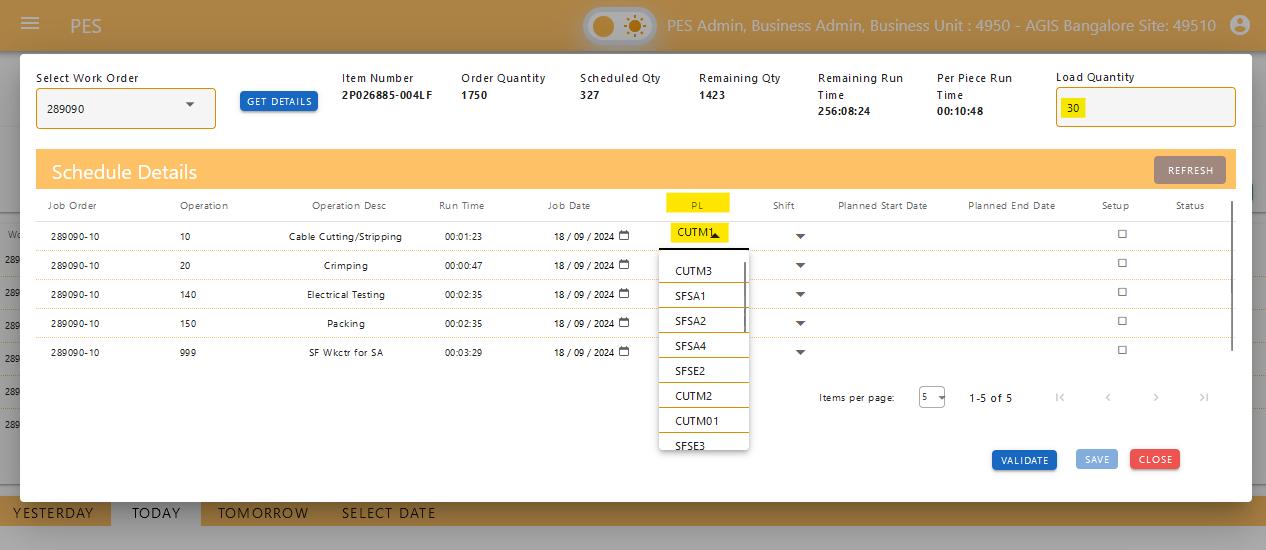 PES
PES Admin, Business Admin, Business Unit : 4950 - AGIS Bangalore Site: 49510
Select Work Order
289090
GET DETAILS
Item Number
2P026885-004LF
Order Quantity
1750
Scheduled Qty
327
Remaining Qty
1423
Remaining Run
Time
256:08:24
Per Piece Run
Time
00:10:48
Load Quantity
30
Schedule Details
REFRESH
Job Order Operation Operation Desc Run Time Job Date PL Shift Planned Start Date Planned End Date Setup Status
289090-10 10 Cable Cutting/Stripping 00:01:23 18 / 09 / 2024 CUTM1
289090-10 20 Crimping 00:00:47 18 / 09 / 2024
289090-10 140 Electrical Testing 00:02:35 18 / 09 / 2024
289090-10 150 Packing 00:02:35 18 / 09 / 2024
289090-10 999 SF Wkctr for SA 00:03:29 18 / 09 / 2024
CUTM3
SFSA1
SFSA2
SFSA4
SFSE2
CUTM2
CUTM01
SFSE3
Items per page: 5 1-5 of 5
VALIDATE SAVE CLOSE
Wo
289
289
289
289
289
289
YESTERDAY TODAY TOMORROW SELECT DATE